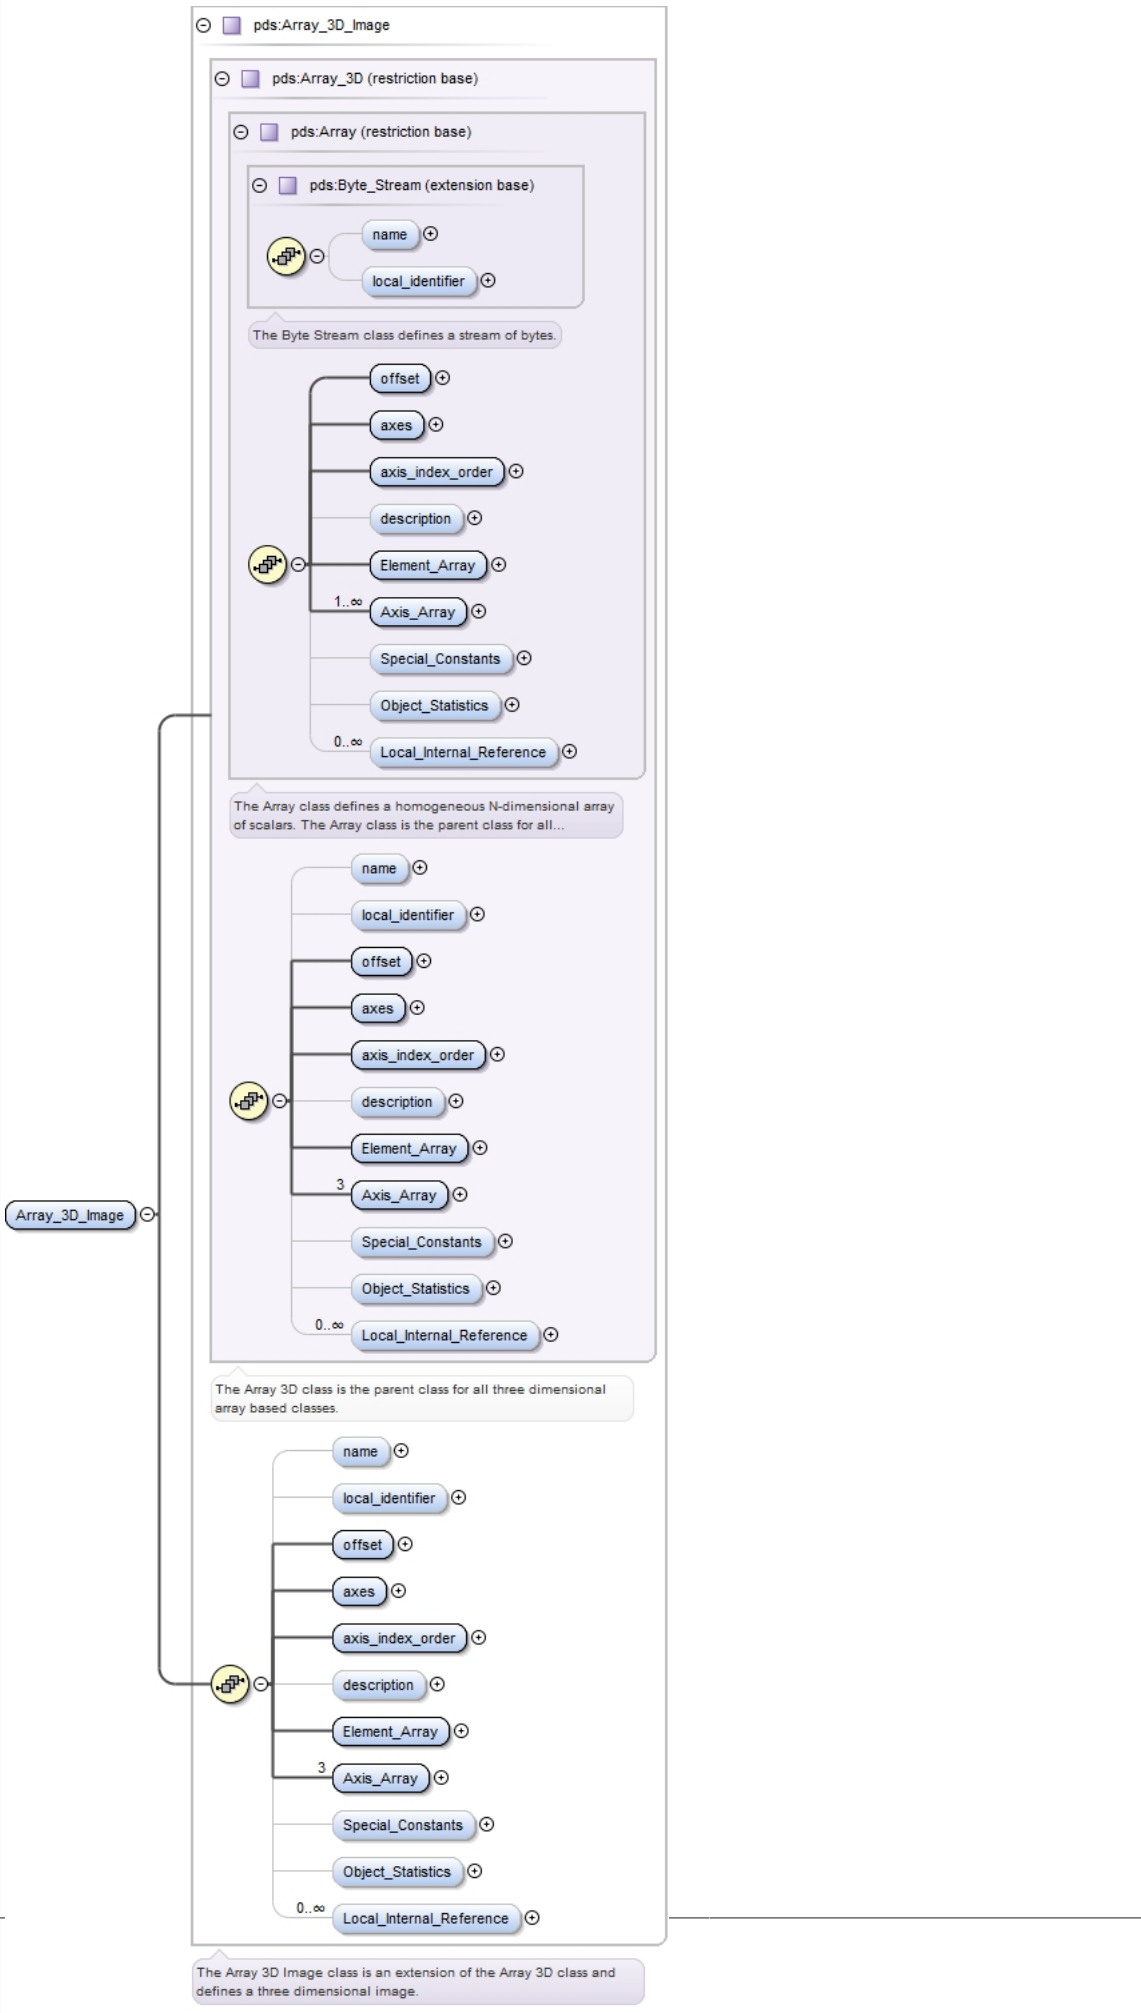 pds:Array_3D_Image
pds:Array_3D (restriction base)
pds:Array (restriction base)
pds:Byte_Stream (extension base)
name
local_identifier
The Byte Stream class defines a stream of bytes.
offset
axes
axis_index_order
description
Element_Array
1..∞
Axis_Array
Special_Constants
Object_Statistics
0..∞
Local_Internal_Reference
The Array class defines a homogeneous N-dimensional array
of scalars. The Array class is the parent class for all...
name
local_identifier
offset
axes
axis_index_order
description
Element_Array
3
Axis_Array
Array_3D_Image
Special_Constants
Object_Statistics
0..∞
Local_Internal_Reference
The Array 3D class is the parent class for all three dimensional
array based classes.
name
local_identifier
offset
axes
axis_index_order
description
Element_Array
3
Axis_Array
Special_Constants
Object_Statistics
0..∞
Local_Internal_Reference
The Array 3D Image class is an extension of the Array 3D class and
defines a three dimensional image.